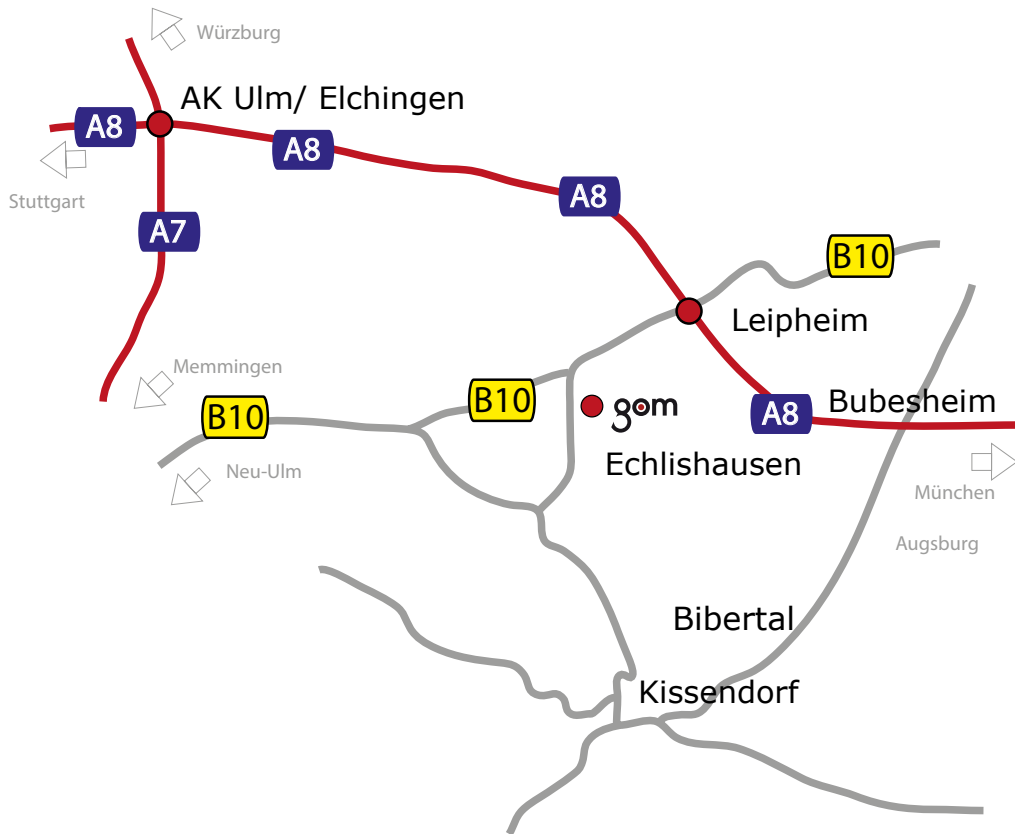 Würzburg
AK Ulm/ Elchingen
A8
A8
Stuttgart
A8
A7
B10
Leipheim
Memmingen
B10
B10
gom
A8
Bubesheim
Echlishausen
Neu-Ulm
München
Augsburg
Bibertal
Kissendorf